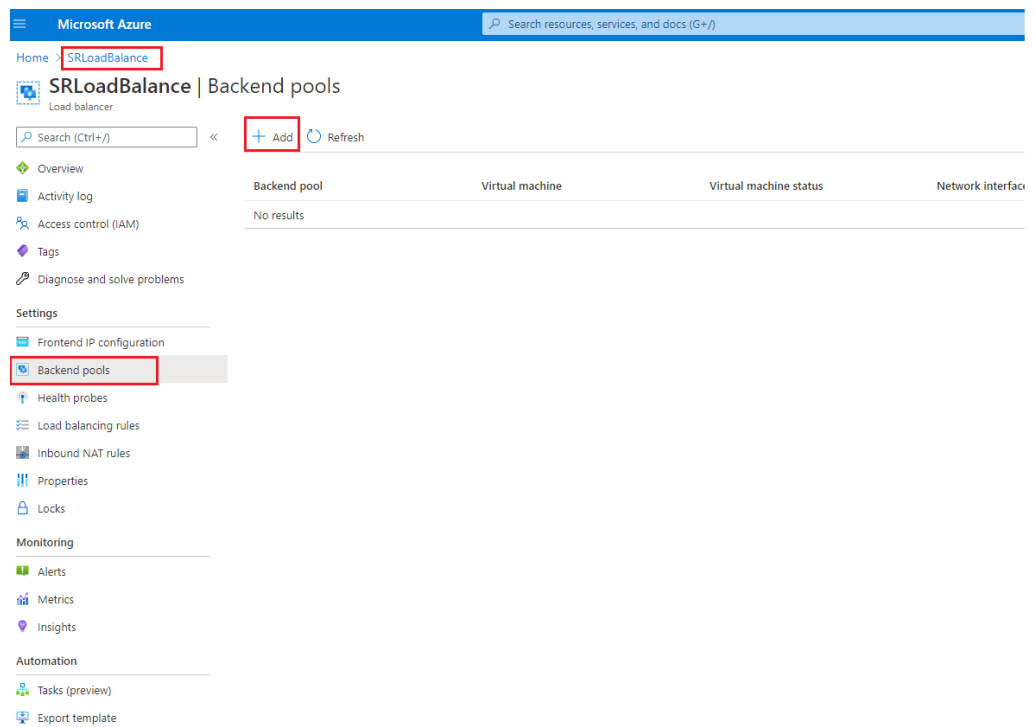 Microsoft Azure
Search resources, services, and docs (G+/)
Home > SRLoadBalance
SRLoadBalance | Backend pools
Load balancer
Search (Ctrl+/)
«
+ Add
Refresh
Overview
Activity log
Access control (IAM)
Tags
Diagnose and solve problems
Settings
Frontend IP configuration
Backend pools
Health probes
Load balancing rules
Inbound NAT rules
Properties
Locks
Monitoring
Alerts
Metrics
Insights
Automation
Tasks (preview)
Export template
Backend pool Virtual machine Virtual machine status Network interface
No results